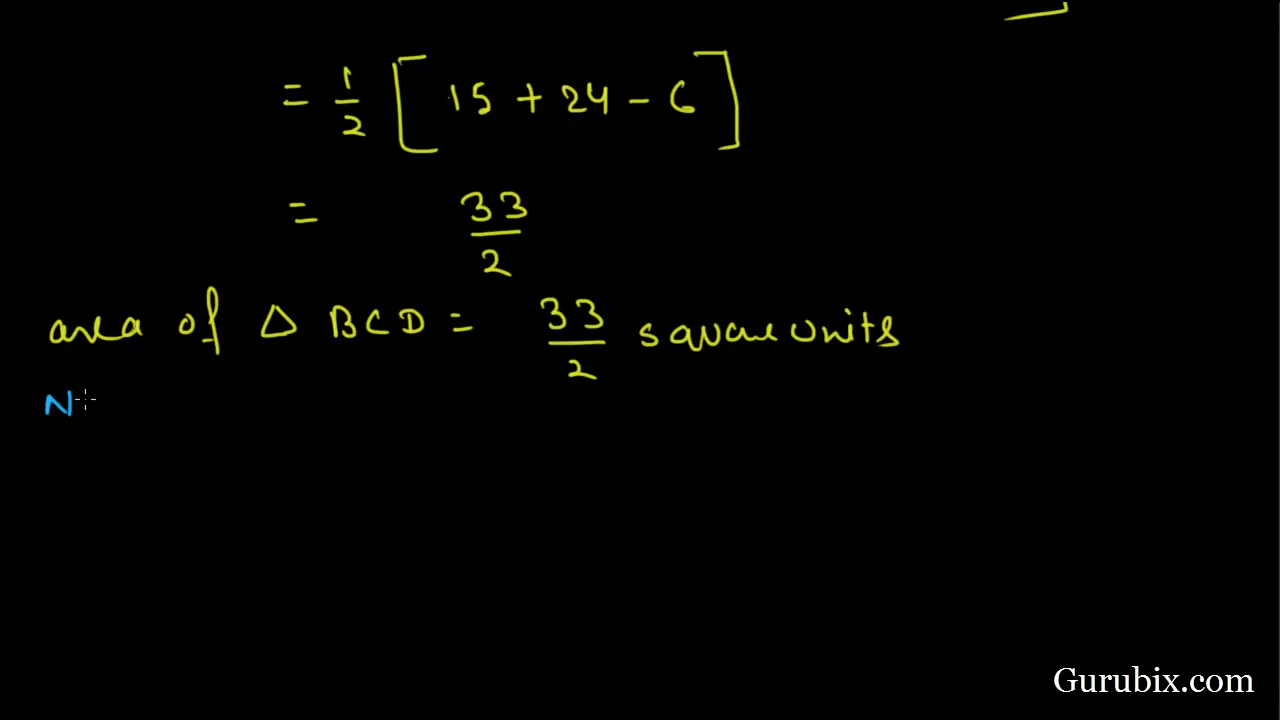 = 1/2 [ 15 + 24 - 6 ]
= 33/2
area of Δ BCD = 33/2 square units
N
Gurubix.com